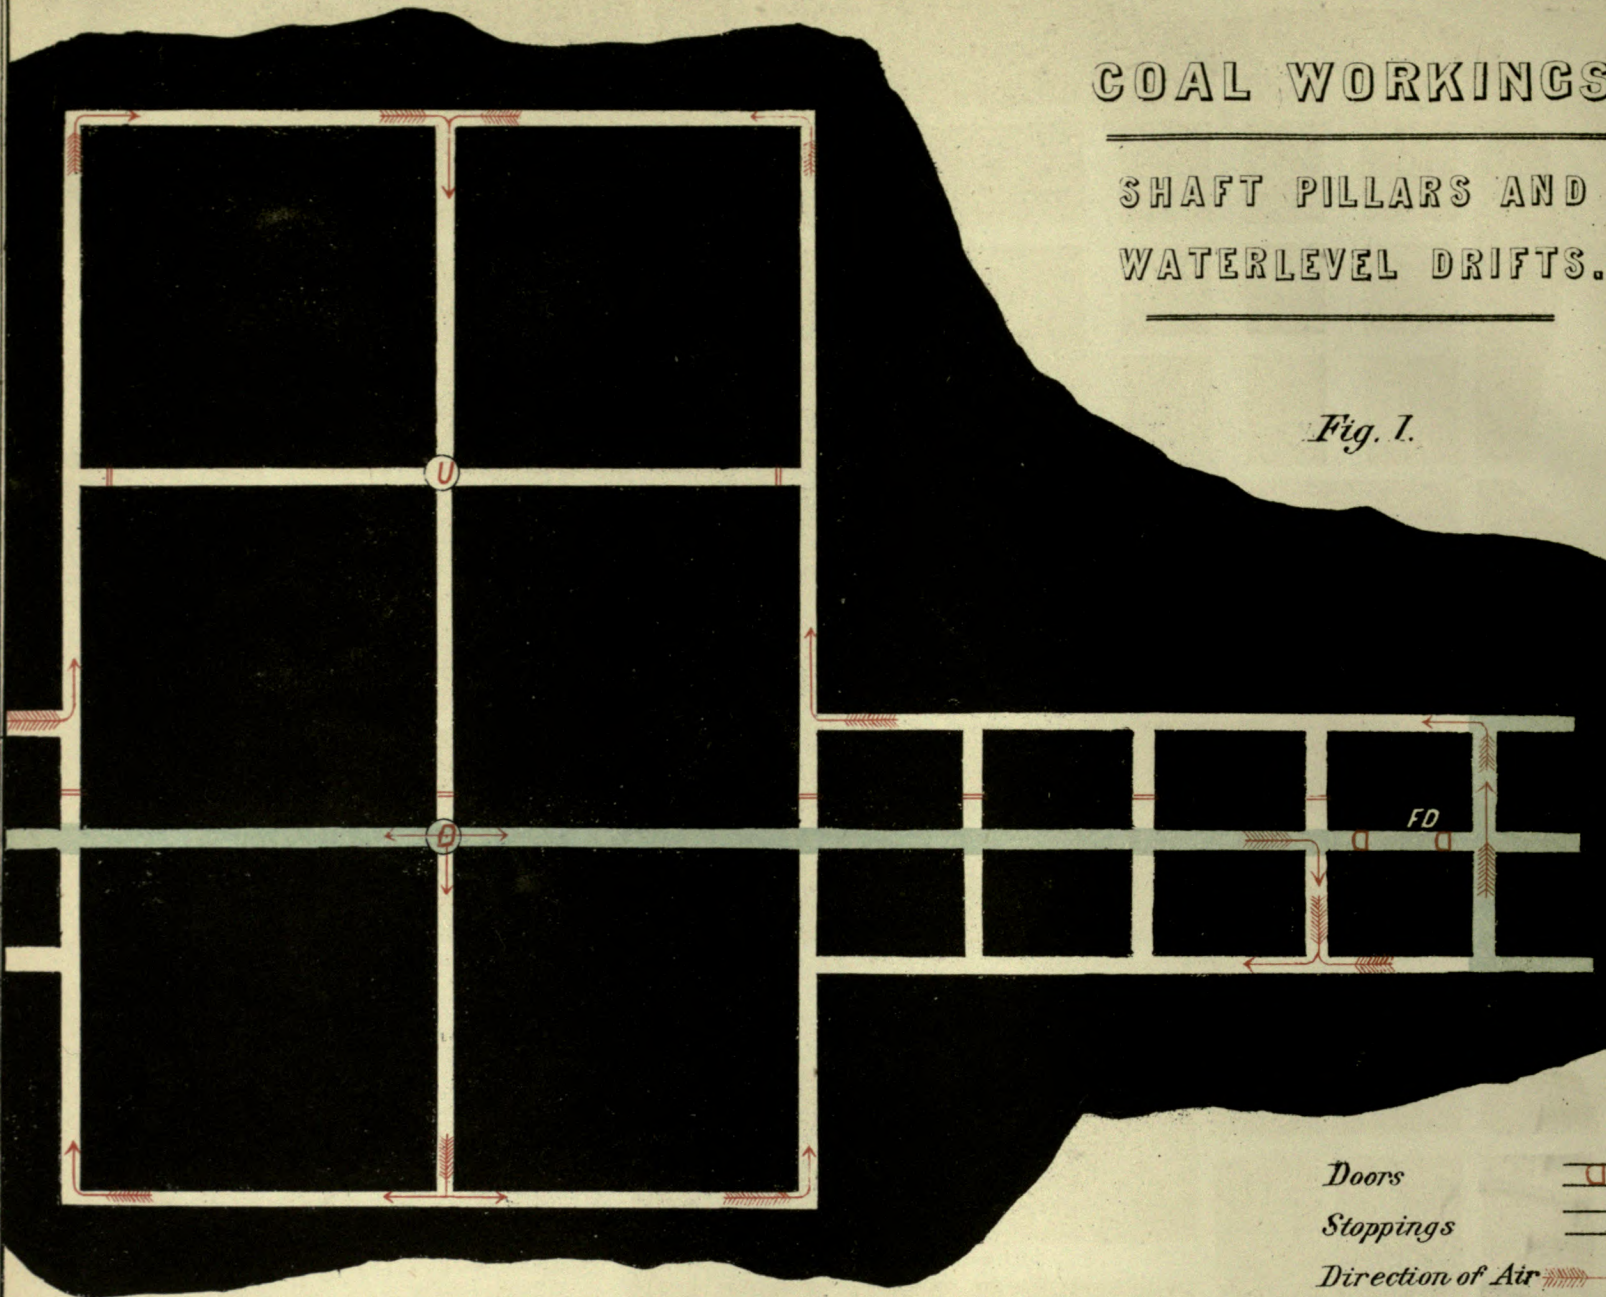 COAL WORKINGS
SHAFT PILLARS AND
WATERLEVEL DRIFTS.
Fig. 1.
U
FD
D
Doors
Stoppings
Direction of Air